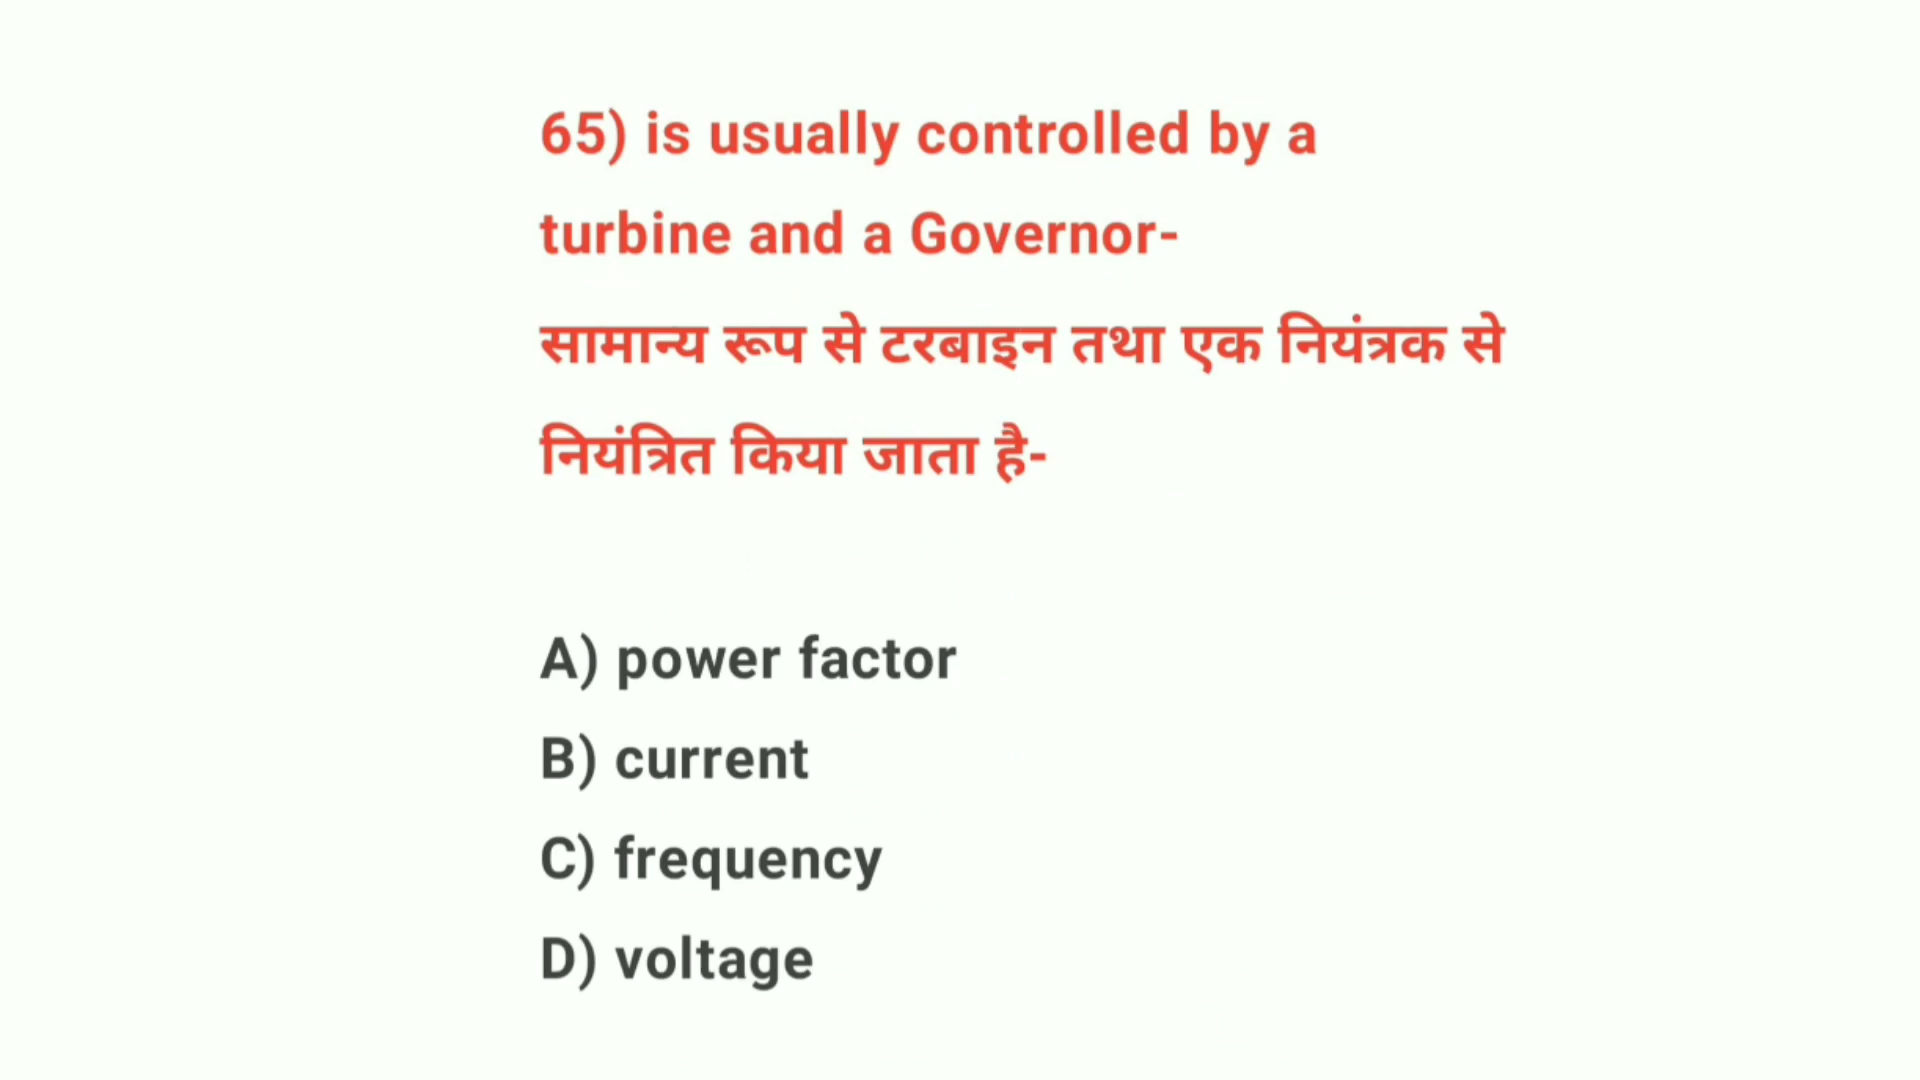 65) is usually controlled by a
turbine and a Governor-
सामान्य रूप से टरबाइन तथा एक नियंत्रक से
नियंत्रित किया जाता है-
A) power factor
B) current
C) frequency
D) voltage